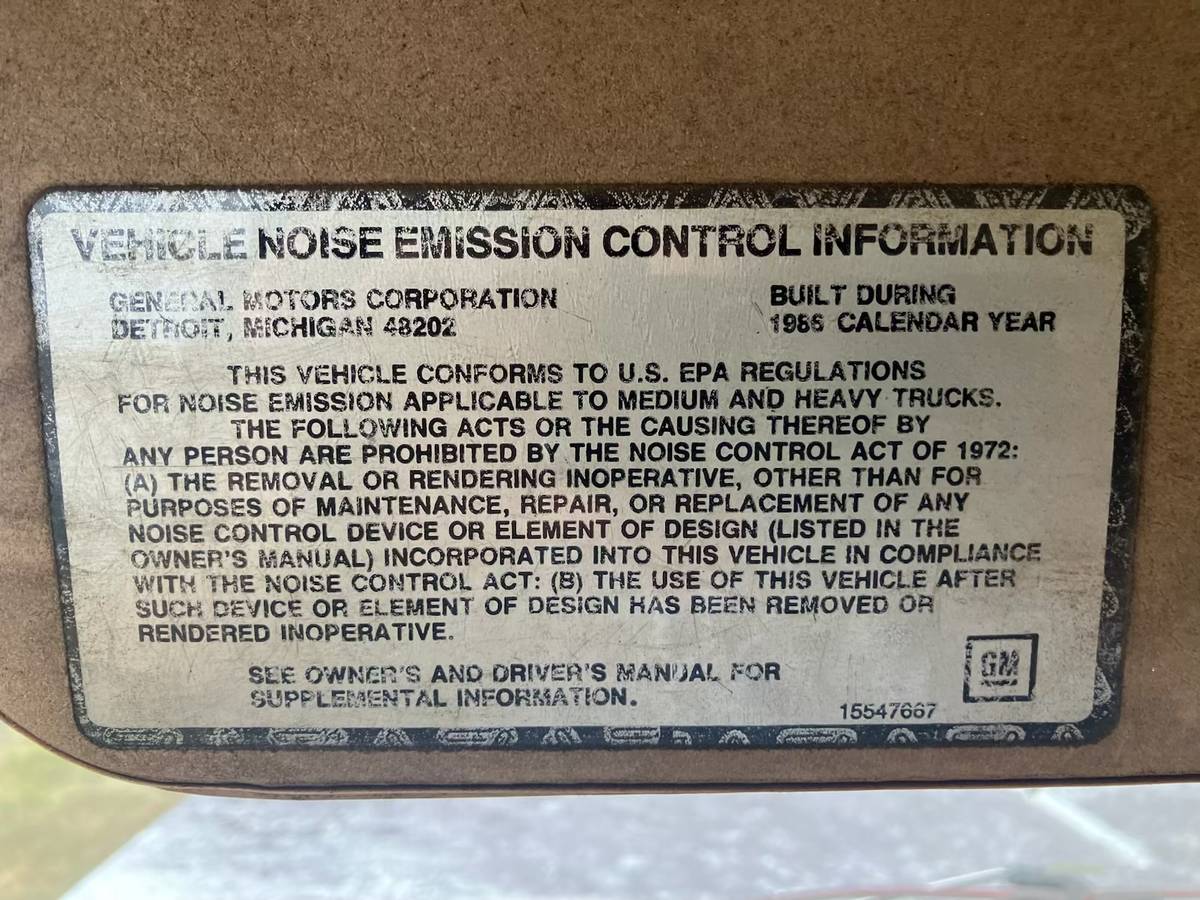 VEHICLE NOISE EMISSION CONTROL INFORMATION
GENERAL MOTORS CORPORATION
DETROIT, MICHIGAN 48202
BUILT DURING
1986 CALENDAR YEAR
THIS VEHICLE CONFORMS TO U.S. EPA REGULATIONS
FOR NOISE EMISSION APPLICABLE TO MEDIUM AND HEAVY TRUCKS.
THE FOLLOWING ACTS OR THE CAUSING THEREOF BY
ANY PERSON ARE PROHIBITED BY THE NOISE CONTROL ACT OF 1972:
(A) THE REMOVAL OR RENDERING INOPERATIVE, OTHER THAN FOR
PURPOSES OF MAINTENANCE, REPAIR, OR REPLACEMENT OF ANY
NOISE CONTROL DEVICE OR ELEMENT OF DESIGN (LISTED IN THE
OWNER'S MANUAL) INCORPORATED INTO THIS VEHICLE IN COMPLIANCE
WITH THE NOISE CONTROL ACT: (B) THE USE OF THIS VEHICLE AFTER
SUCH DEVICE OR ELEMENT OF DESIGN HAS BEEN REMOVED OR
RENDERED INOPERATIVE.
SEE OWNER'S AND DRIVER'S MANUAL FOR
SUPPLEMENTAL INFORMATION.
GM
15547667